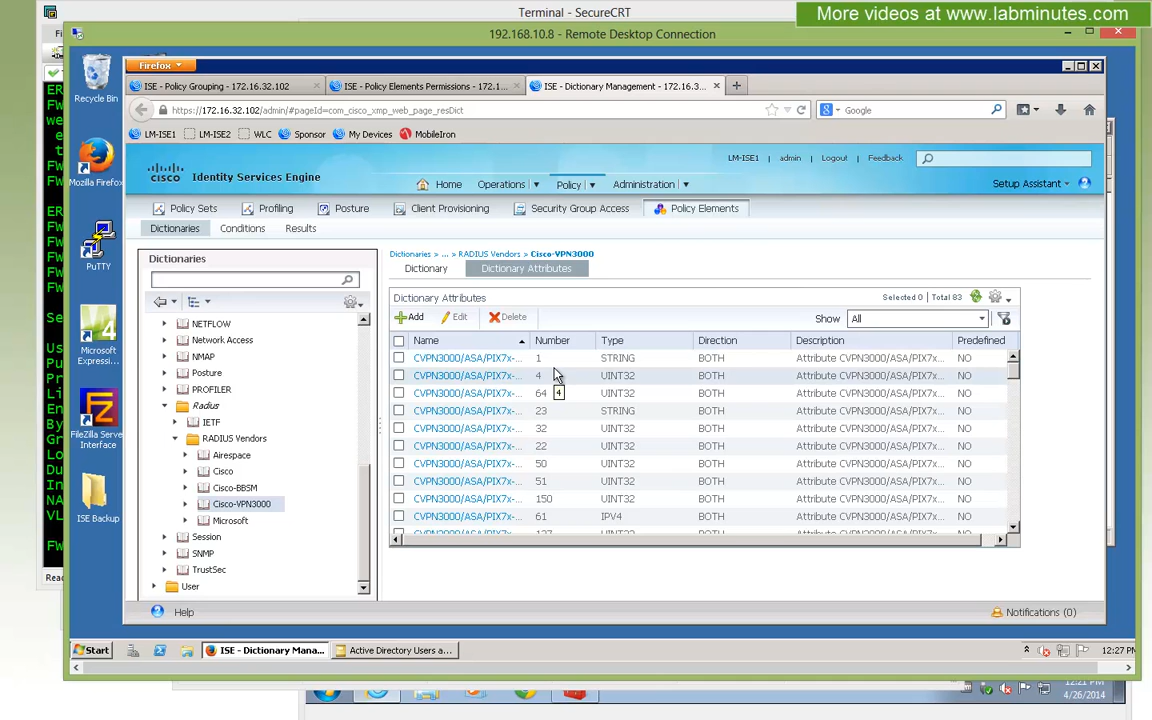 Terminal - SecureCRT
More videos at www.labminutes.com
192.168.10.8 - Remote Desktop Connection
Recycle Bin
Mozilla Firefox
PuTTY
Microsoft
Expressi...
FileZilla Serve
Interface
ISE Backup
Firefox
ISE - Policy Grouping - 172.16.32.102
ISE - Policy Elements Permissions - 172.1...
ISE - Dictionary Management - 172.16.3...
https://172.16.32.102/admin/#pageId=com_cisco_xmp_web_page_resDict
Google
LM-ISE1
LM-ISE2
WLC
Sponsor
My Devices
MobileIron
LM-ISE1
admin
Logout
Feedback
CISCO
Identity Services Engine
Home
Operations
Policy
Administration
Setup Assistant
Policy Sets
Profiling
Posture
Client Provisioning
Security Group Access
Policy Elements
Dictionaries
Conditions
Results
Dictionaries
NETFLOW
Network Access
NMAP
Posture
PROFILER
Radius
IETF
RADIUS Vendors
Airespace
Cisco
Cisco-BBSM
Cisco-VPN3000
Microsoft
Session
SNMP
TrustSec
User
Dictionaries > ... > RADIUS Vendors > Cisco-VPN3000
Dictionary
Dictionary Attributes
Dictionary Attributes
Selected 0 | Total 83
Add
Edit
Delete
Show
All
Name Number Type Direction Description Predefined
CVPN3000/ASA/PIX7x-... 1 STRING BOTH Attribute CVPN3000/ASA/PIX7x... NO
CVPN3000/ASA/PIX7x-... 4 UINT32 BOTH Attribute CVPN3000/ASA/PIX7x... NO
4
CVPN3000/ASA/PIX7x-... 64 UINT32 BOTH Attribute CVPN3000/ASA/PIX7x... NO
CVPN3000/ASA/PIX7x-... 23 STRING BOTH Attribute CVPN3000/ASA/PIX7x... NO
CVPN3000/ASA/PIX7x-... 32 UINT32 BOTH Attribute CVPN3000/ASA/PIX7x... NO
CVPN3000/ASA/PIX7x-... 22 UINT32 BOTH Attribute CVPN3000/ASA/PIX7x... NO
CVPN3000/ASA/PIX7x-... 50 UINT32 BOTH Attribute CVPN3000/ASA/PIX7x... NO
CVPN3000/ASA/PIX7x-... 51 UINT32 BOTH Attribute CVPN3000/ASA/PIX7x... NO
CVPN3000/ASA/PIX7x-... 150 UINT32 BOTH Attribute CVPN3000/ASA/PIX7x... NO
CVPN3000/ASA/PIX7x-... 61 IPV4 BOTH Attribute CVPN3000/ASA/PIX7x... NO
Help
Notifications (0)
Start
ISE - Dictionary Mana...
Active Directory Users a...
12:27 PM
12:21 PM
4/26/2014